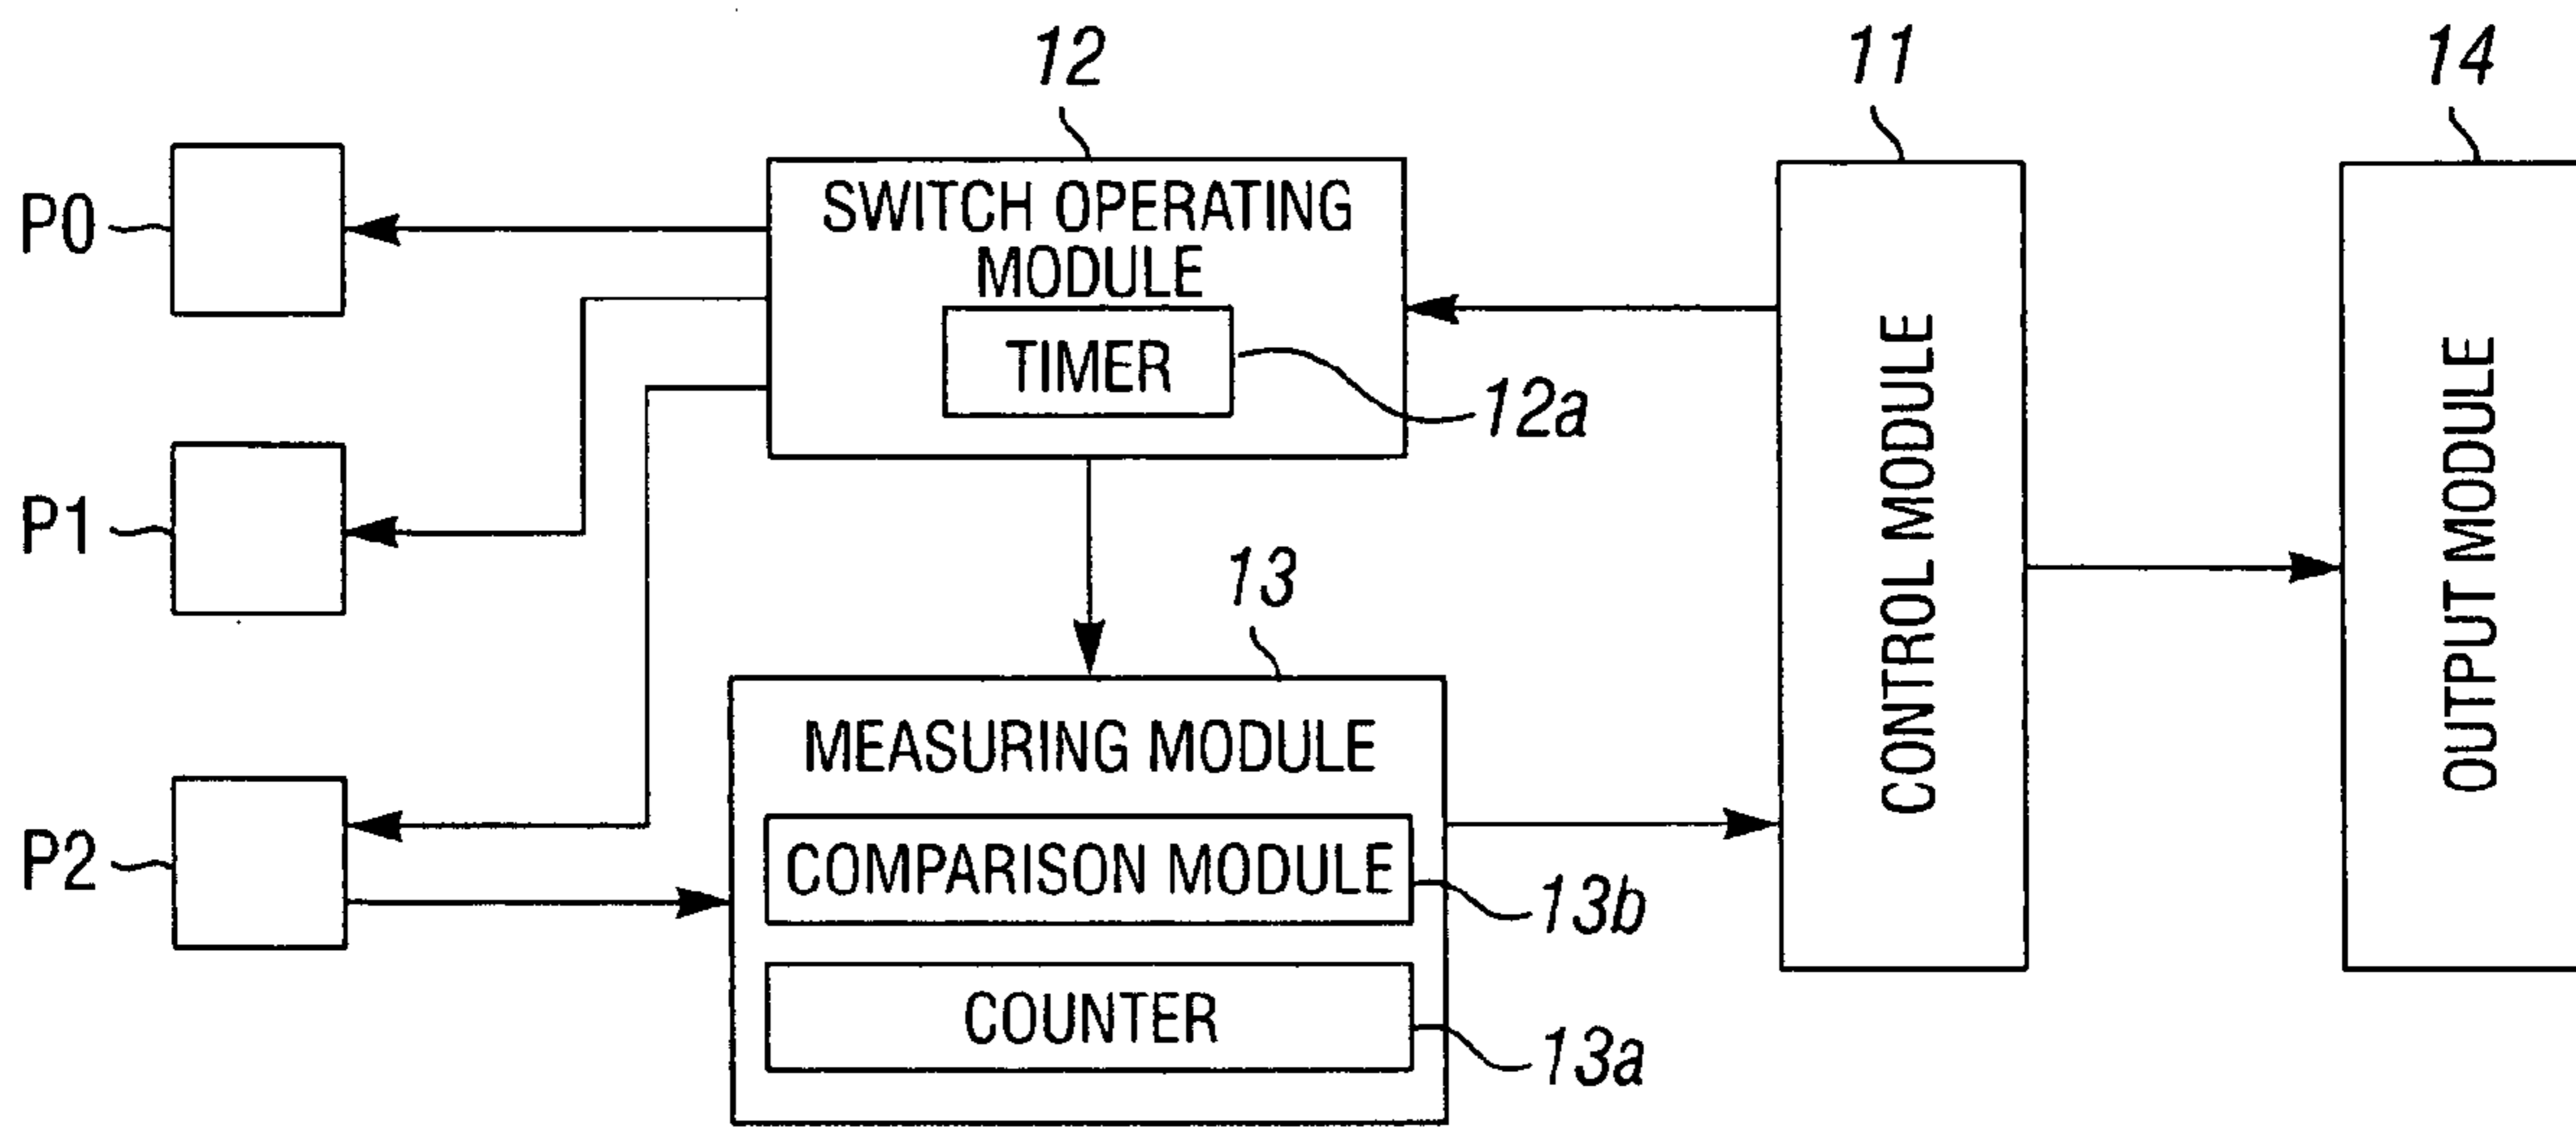 12
11
14
P0
SWITCH OPERATING
MODULE
TIMER
12a
P1
13
CONTROL MODULE
OUTPUT MODULE
MEASURING MODULE
P2
COMPARISON MODULE
13b
COUNTER
13a